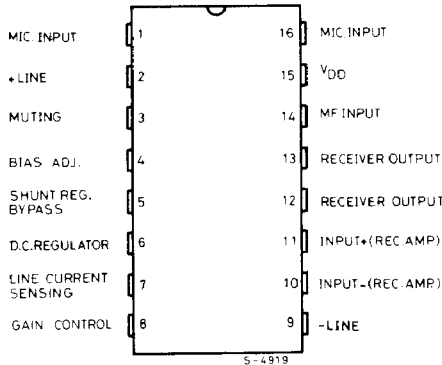 MIC. INPUT 1 16 MIC. INPUT
+LINE 2 15 VDD
MUTING 3 14 MF INPUT
BIAS ADJ. 4 13 RECEIVER OUTPUT
SHUNT REG.
BYPASS 5 12 RECEIVER OUTPUT
D.C.REGULATOR 6 11 INPUT+(REC.AMP)
LINE CURRENT
SENSING 7 10 INPUT-(REC.AMP.)
GAIN CONTROL 8 9 -LINE
S-4919